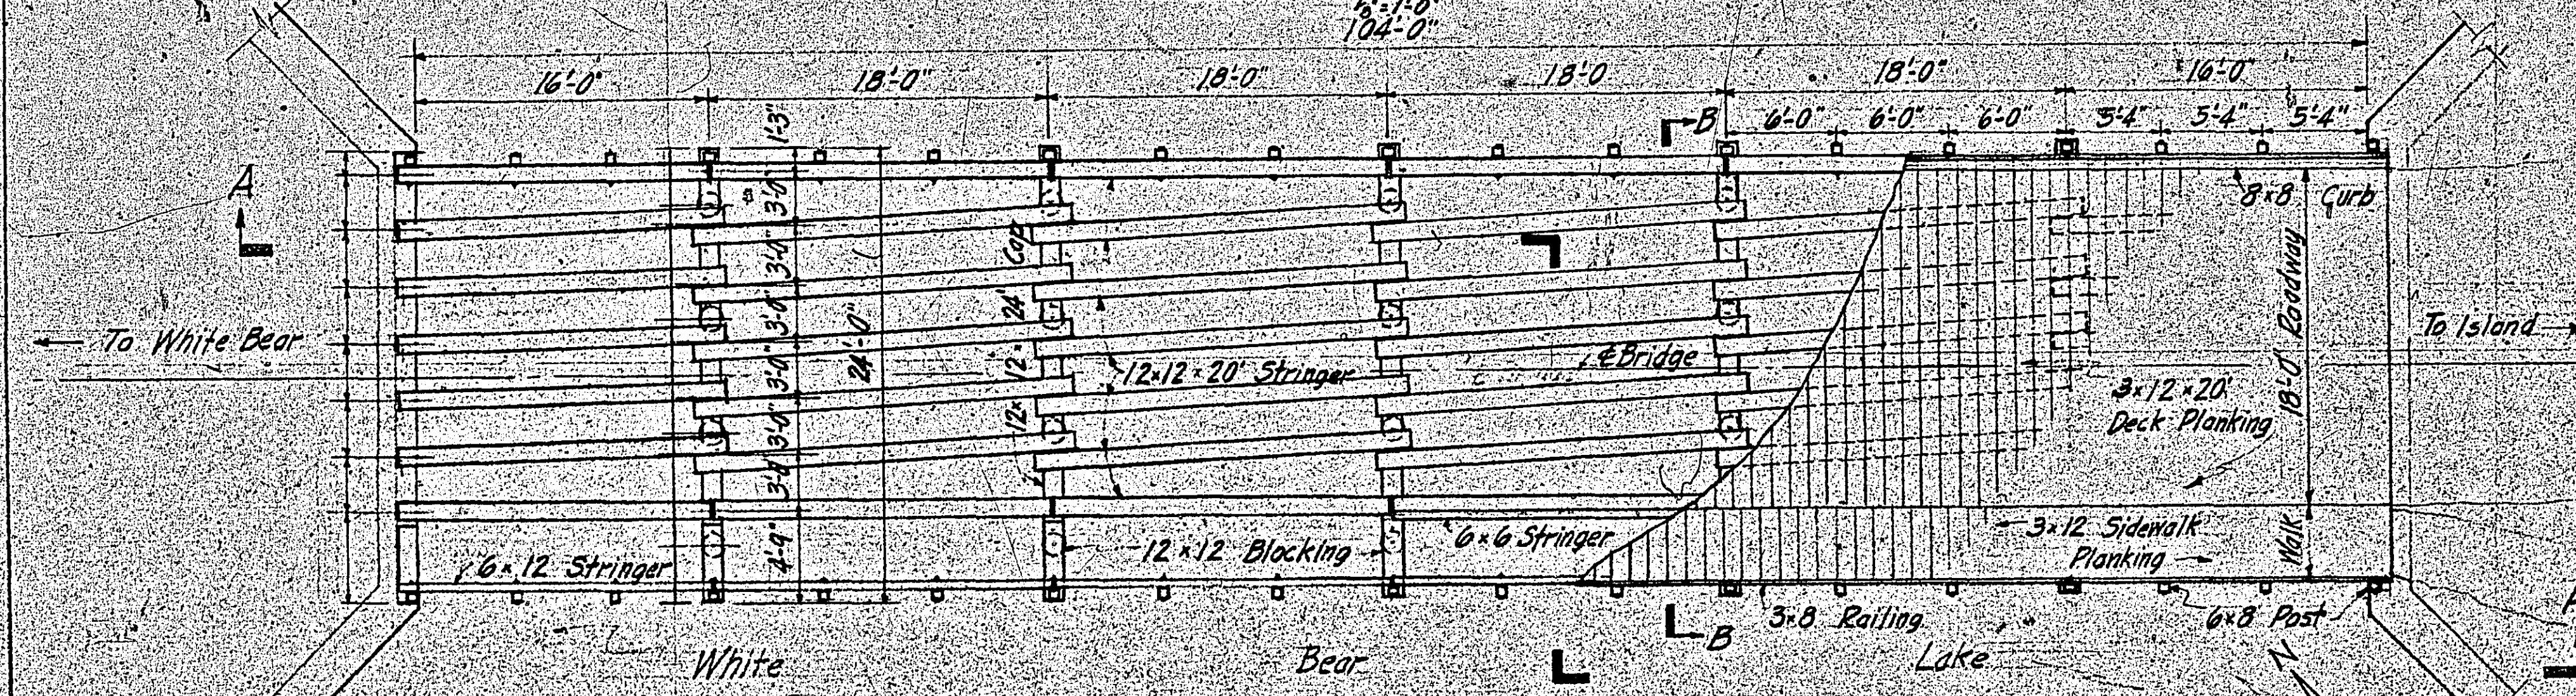 104'-0"
16'-0"
18'-0"
18'-0"
18'-0
18'-0"
16'-0"
B
6'-0"
6'-0"
6'-0"
5'-4"
5'-4"
5'-4"
1'-3"
3'-0"
3'-0"
3'-0"
3'-0"
3'-0"
3'-0"
4'-9"
24'-0"
A
8×8 Curb
To White Bear
12×12×24' Cap
12×12×20' Stringer
℄ Bridge
18'-0" Roadway
To Island
3×12×20'
Deck Planking
6×12 Stringer
12×12 Blocking
6×6 Stringer
3×12 Sidewalk
Planking
Walk
B
3×8 Railing
6×8 Post
White Bear Lake
N